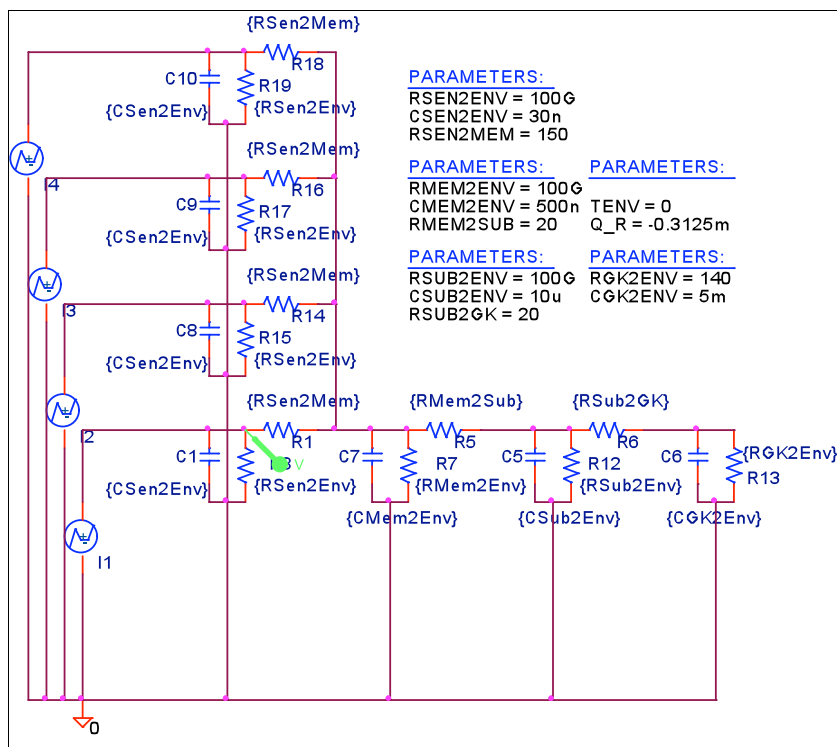 {RSen2Mem}
R18
C10
R19
{CSen2Env}
{RSen2Env}
PARAMETERS:
RSEN2ENV = 100G
CSEN2ENV = 30n
RSEN2MEM = 150
I4
{RSen2Mem}
R16
C9
R17
{RSen2Env}
{CSen2Env}
PARAMETERS:
RMEM2ENV = 100G
CMEM2ENV = 500n
RMEM2SUB = 20
PARAMETERS:
TENV = 0
Q_R = -0.3125m
I3
{RSen2Mem}
R14
C8
R15
{RSen2Env}
{CSen2Env}
PARAMETERS:
RSUB2ENV = 100G
CSUB2ENV = 10u
RSUB2GK = 20
PARAMETERS:
RGK2ENV = 140
CGK2ENV = 5m
I2
{RSen2Mem}
R1
{RMem2Sub}
R5
{RSub2GK}
R6
C1
V
C7
R7
C5
R12
C6
{RGK2Env}
R13
{CSen2Env}
{RSen2Env}
{RMem2Env}
{RSub2Env}
{CMem2Env}
{CSub2Env}
{CGK2Env}
I1
0